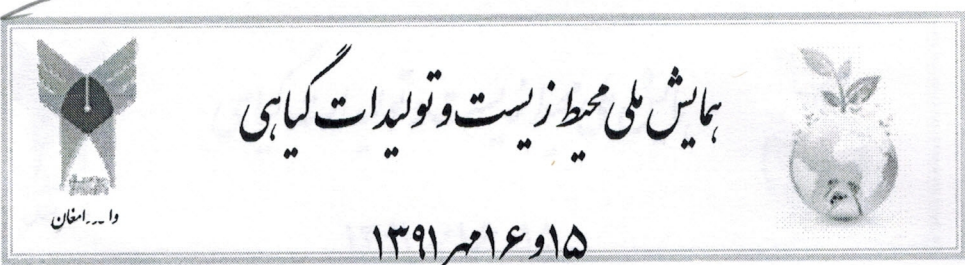 همایش ملی محیط زیست و تولیدات گیاهی
۱۵ و ۱۶ مهر ۱۳۹۱